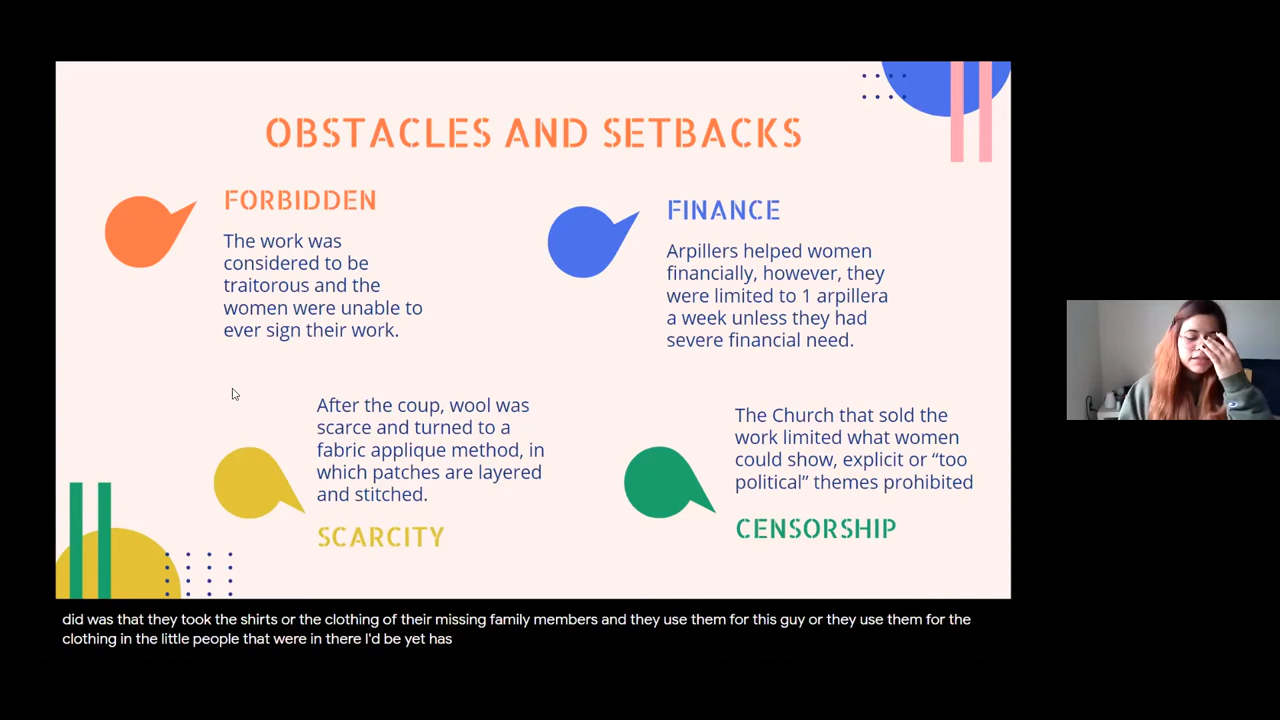 OBSTACLES AND SETBACKS
FORBIDDEN
The work was
considered to be
traitorous and the
women were unable to
ever sign their work.
FINANCE
Arpillers helped women
financially, however, they
were limited to 1 arpillera
a week unless they had
severe financial need.
After the coup, wool was
scarce and turned to a
fabric applique method, in
which patches are layered
and stitched.
SCARCITY
The Church that sold the
work limited what women
could show, explicit or “too
political” themes prohibited
CENSORSHIP
did was that they took the shirts or the clothing of their missing family members and they use them for this guy or they use them for the
clothing in the little people that were in there I'd be yet has